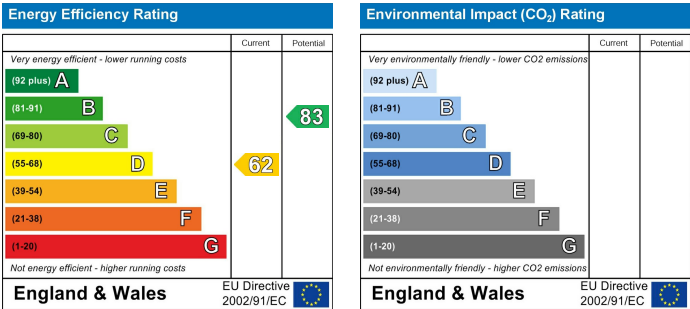 Energy Efficiency Rating
Current Potential
Very energy efficient - lower running costs
(92 plus) A
(81-91) B
83
(69-80) C
(55-68) D
62
(39-54) E
(21-38) F
(1-20) G
Not energy efficient - higher running costs
England & Wales
EU Directive
2002/91/EC
Environmental Impact (CO₂) Rating
Current Potential
Very environmentally friendly - lower CO2 emissions
(92 plus) A
(81-91) B
(69-80) C
(55-68) D
(39-54) E
(21-38) F
(1-20) G
Not environmentally friendly - higher CO2 emissions
England & Wales
EU Directive
2002/91/EC